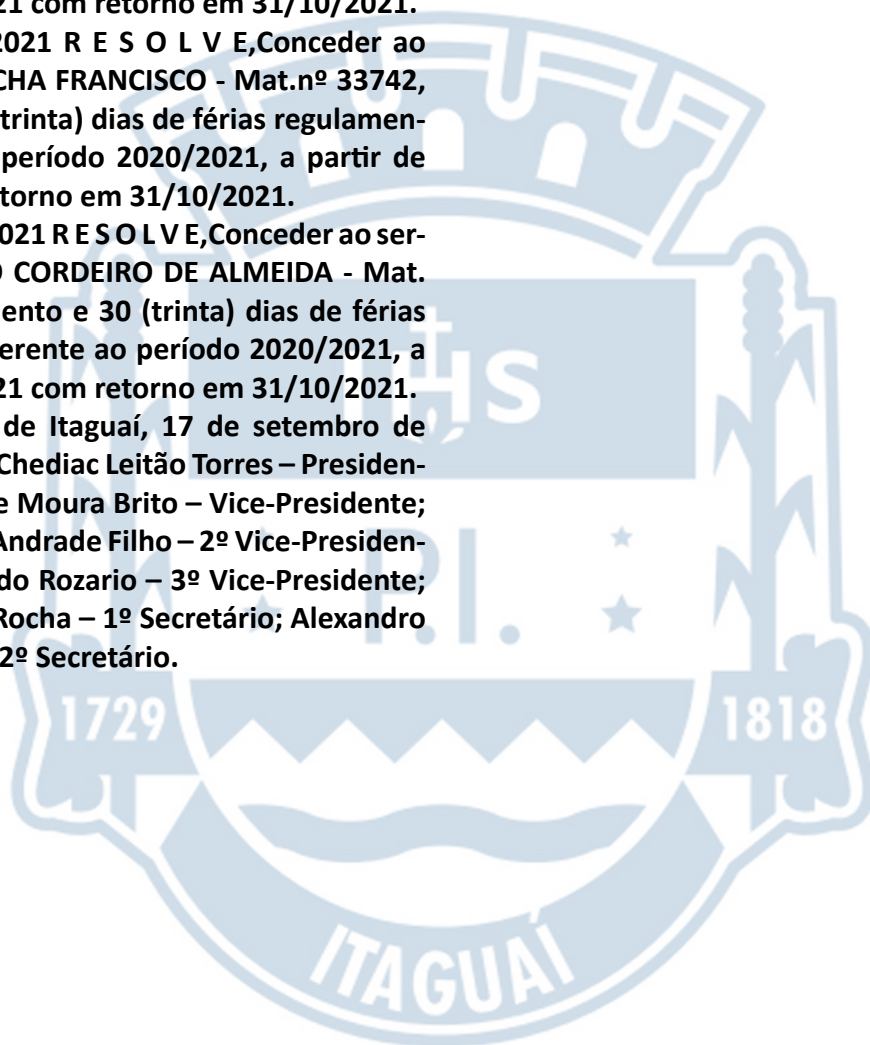 21 com retorno em 31/10/2021.
2021 R E S O L V E,Conceder ao
CHA FRANCISCO - Mat.nº 33742,
(trinta) dias de férias regulamen-
período 2020/2021, a partir de
torno em 31/10/2021.
021 R E S O L V E,Conceder ao ser-
O CORDEIRO DE ALMEIDA - Mat.
ento e 30 (trinta) dias de férias
erente ao período 2020/2021, a
21 com retorno em 31/10/2021.
de Itaguaí, 17 de setembro de
Chediac Leitão Torres – Presiden-
e Moura Brito – Vice-Presidente;
Andrade Filho – 2º Vice-Presiden-
do Rozario – 3º Vice-Presidente;
Rocha – 1º Secretário; Alexandro
2º Secretário.
IHS
P.I.
1729
1818
ITAGUAÍ